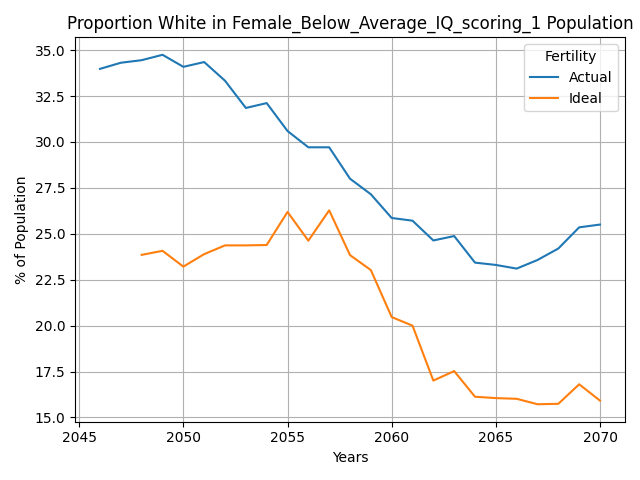 Proportion White in Female_Below_Average_IQ_scoring_1 Population
Fertility
Actual
Ideal
% of Population
35.0
32.5
30.0
27.5
25.0
22.5
20.0
17.5
15.0
2045
2050
2055
2060
2065
2070
Years